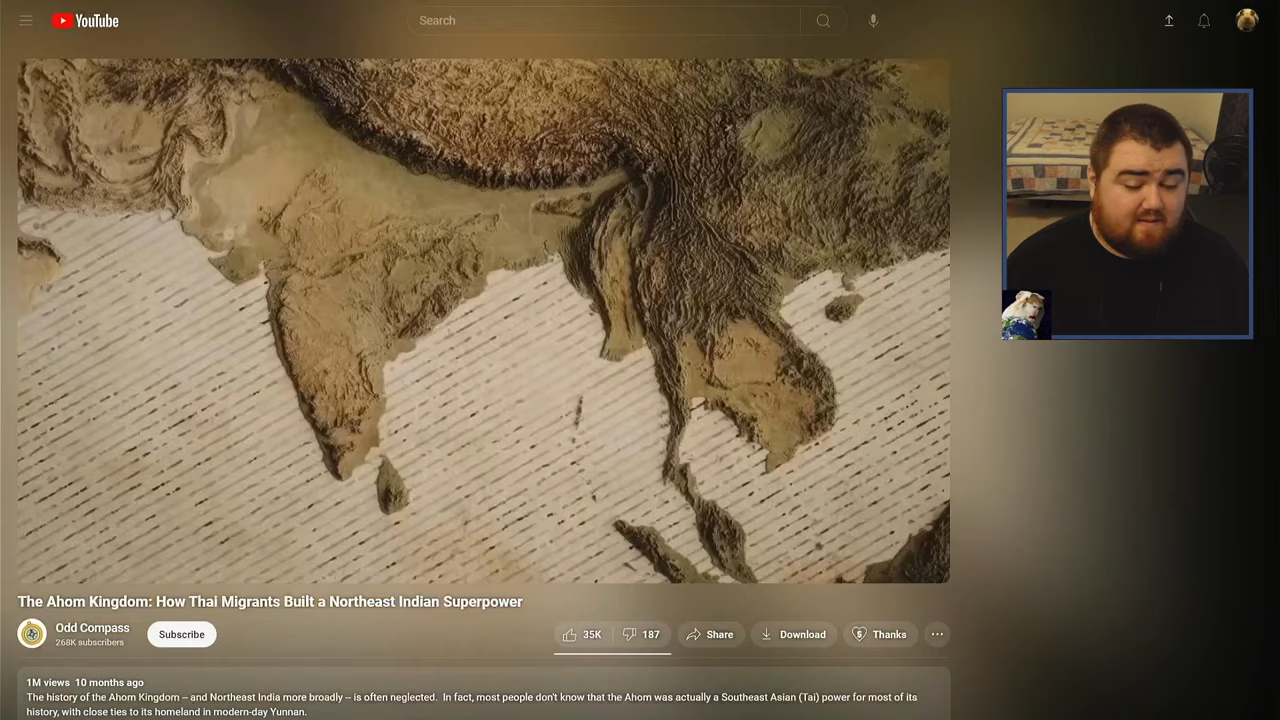 YouTube
Search
The Ahom Kingdom: How Thai Migrants Built a Northeast Indian Superpower
Odd Compass
268K subscribers
Subscribe
35K
187
Share
Download
Thanks
1M views 10 months ago
The history of the Ahom Kingdom – and Northeast India more broadly – is often neglected. In fact, most people don't know that the Ahom was actually a Southeast Asian (Tai) power for most of its
history, with close ties to its homeland in modern-day Yunnan.